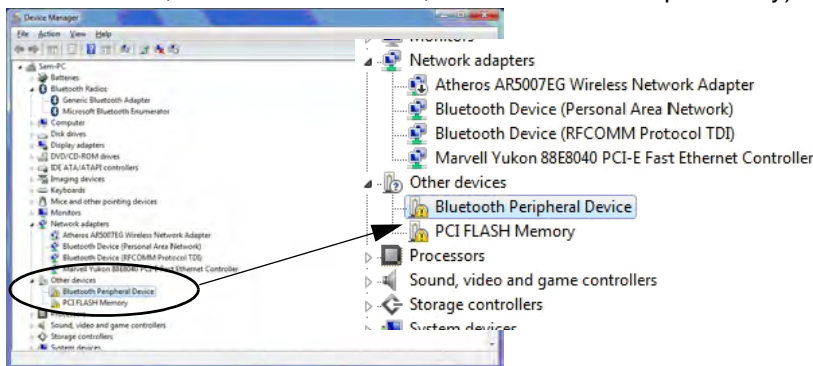 Device Manager
File Action View Help
Sem-PC
Batteries
Bluetooth Radios
Generic Bluetooth Adapter
Microsoft Bluetooth Enumerator
Computer
Disk drives
Display adapters
DVD/CD-ROM drives
IDE ATA/ATAPI controllers
Imaging devices
Keyboards
Mice and other pointing devices
Monitors
Network adapters
Atheros AR5007EG Wireless Network Adapter
Bluetooth Device (Personal Area Network)
Bluetooth Device (RFCOMM Protocol TDI)
Marvell Yukon 88E8040 PCI-E Fast Ethernet Controller
Other devices
Bluetooth Peripheral Device
PCI FLASH Memory
Processors
Sound, video and game controllers
Storage controllers
System devices
Monitors
Network adapters
Atheros AR5007EG Wireless Network Adapter
Bluetooth Device (Personal Area Network)
Bluetooth Device (RFCOMM Protocol TDI)
Marvell Yukon 88E8040 PCI-E Fast Ethernet Controller
Other devices
Bluetooth Peripheral Device
PCI FLASH Memory
Processors
Sound, video and game controllers
Storage controllers
System devices